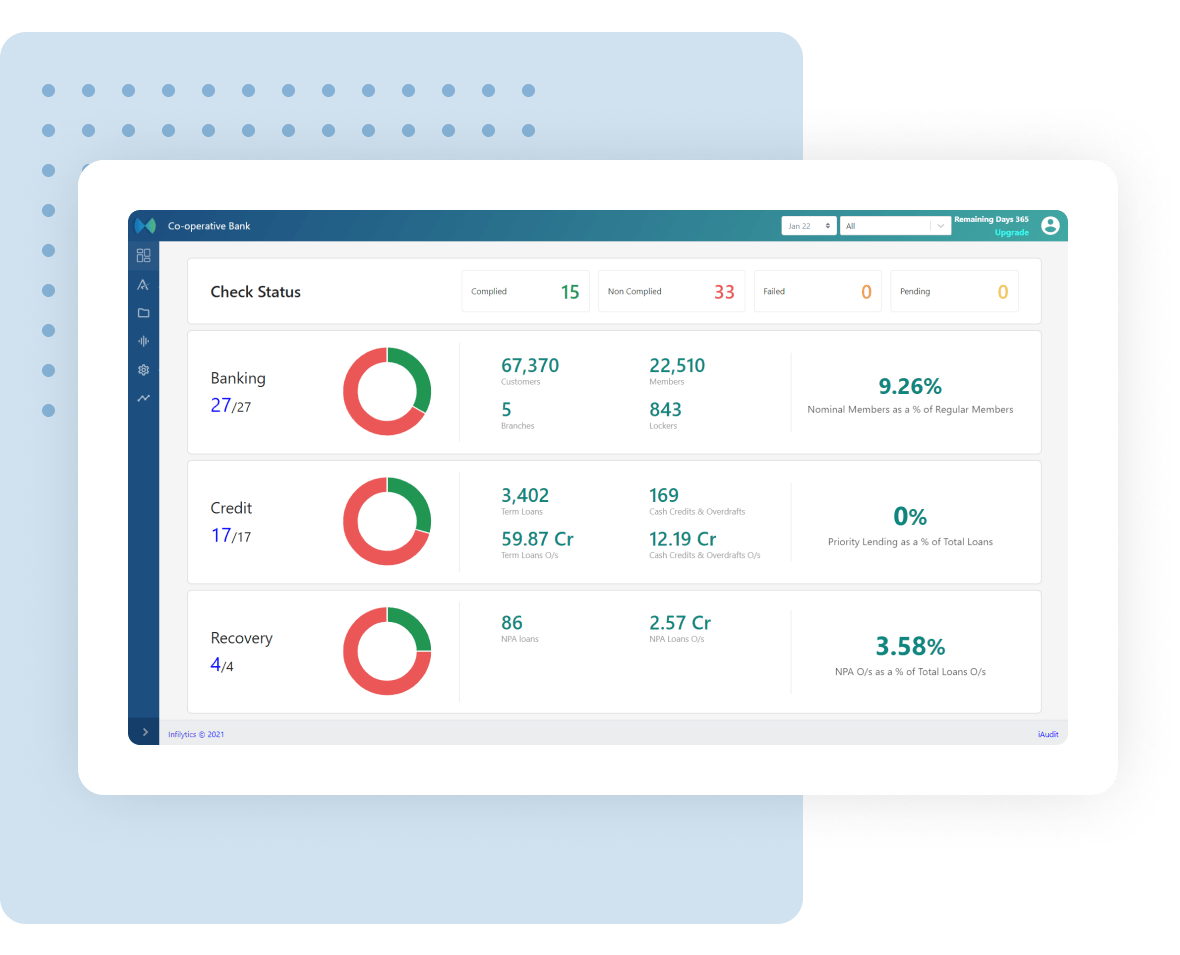 Co-operative Bank
Jan 22
All
Remaining Days 365
Upgrade
Check Status
Complied 15
Non Complied 33
Failed 0
Pending 0
Banking
27/27
67,370
Customers
22,510
Members
5
Branches
843
Lockers
9.26%
Nominal Members as a % of Regular Members
Credit
17/17
3,402
Term Loans
169
Cash Credits & Overdrafts
59.87 Cr
Term Loans O/s
12.19 Cr
Cash Credits & Overdrafts O/s
0%
Priority Lending as a % of Total Loans
Recovery
4/4
86
NPA loans
2.57 Cr
NPA Loans O/s
3.58%
NPA O/s as a % of Total Loans O/s
Infilytics © 2021
iAudit